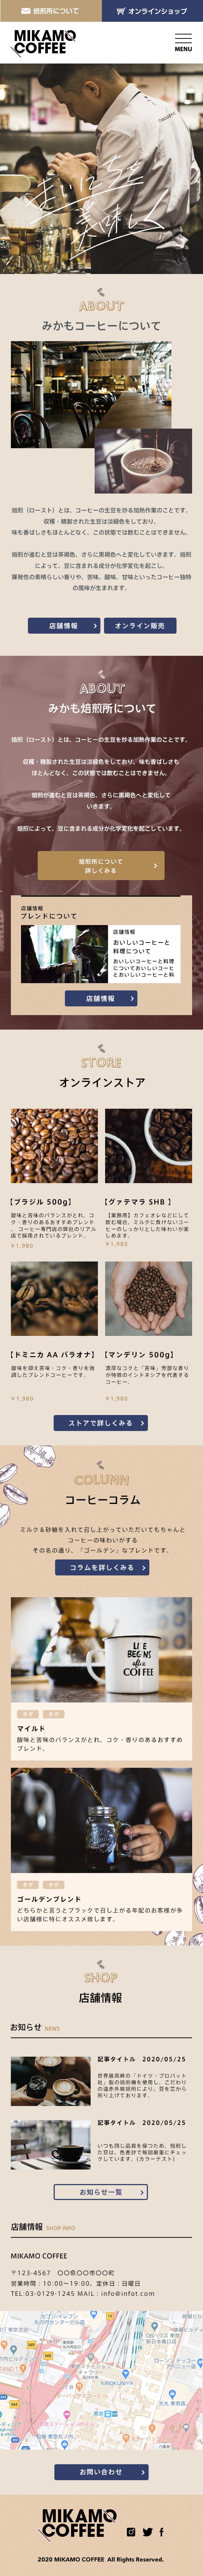 焙煎所について
オンラインショップ
MIKAMO
COFFEE
MENU
まいにちを
美味しく
ABOUT
みかもコーヒーについて
焙煎（ロースト）とは、コーヒーの生豆を炒る加熱作業のことです。
収穫・精製された生豆は淡緑色をしており、
味も香ばしさもほとんどなく、この状態では飲むことはできません。
焙煎が進むと豆は茶褐色、さらに黒褐色へと変化していきます。焙煎
によって、豆に含まれる成分が化学変化を起こし、
揮発性の素晴らしい香りや、苦味、酸味、甘味といったコーヒー独特
の風味が生まれます。
店舗情報
オンライン販売
ABOUT
みかも焙煎所について
焙煎（ロースト）とは、コーヒーの生豆を炒る加熱作業のことです。
収穫・精製された生豆は淡緑色をしており、味も香ばしさも
ほとんどなく、この状態では飲むことはできません。
焙煎が進むと豆は茶褐色、さらに黒褐色へと変化して
いきます。
焙煎によって、豆に含まれる成分が化学変化を起こしていきます。
焙煎所について
詳しくみる
店舗情報
ブレンドについて
店舗情報
おいしいコーヒーと
料理について
おいしいコーヒーと料理
についておいしいコーヒ
とおいしいコーヒーと料
店舗情報
STORE
オンラインストア
【ブラジル 500g】
酸味と苦味のバランスがとれ、コ
ク・香りのあるおすすめブレンド
。 コーヒー専門店の弊社のリアル
店で採用されているブレンド。
￥1,980
【グァテマラ SHB 】
【業務用】カフェオレなどにして
飲む場合、ミルクに負けないコー
ヒーのしっかりとした味わいが楽
しめます。
￥1,980
【ドミニカ AA バラオナ】
酸味を抑え苦味・コク・香りを強
調したブレンドコーヒーです。
￥1,980
【マンデリン 500g】
濃厚なコクと「苦味」芳醇な香り
が特徴のインドネシアを代表する
コーヒー。
￥1,980
ストアで詳しくみる
COLUMN
コーヒーコラム
ミルク＆砂糖を入れて召し上がっていただいてもちゃんと
コーヒーの味わいがする
その名の通り、「ゴールデン」なブレンドです。
コラムを詳しくみる
LIFE
BEGINS
after
COFFEE
タグ
タグ
マイルド
酸味と苦味のバランスがとれ、コク・香りのあるおすすめ
ブレンド。
タグ
タグ
ゴールデンブレンド
どちらかと言うとブラックで召し上がる年配のお客様が多
い店舗様に特にオススメ致します。
SHOP
店舗情報
お知らせ NEWS
記事タイトル 2020/05/25
世界最高峰の「ドイツ・プロバット
社」製の焙煎機を使用し、こだわり
の遠赤外線焙煎により、豆を芯から
煎り上げております。
記事タイトル 2020/05/25
いつも同じ品質を保つため、焙煎し
た豆は、色差計で毎回厳重にチェッ
クしています。(カラーテスト)
お知らせ一覧
店舗情報 SHOP INFO
MIKAMO COFFEE
〒123-4567 〇〇県〇〇市〇〇町
営業時間：10:00〜19:00、定休日：日曜日
TEL:03-0129-1245 MAIL：info@infot.com
KINOKUNIYA
大丸 東京店
お問い合わせ
MIKAMO
COFFEE
2020 MIKAMO COFFEE All Rights Reserved.